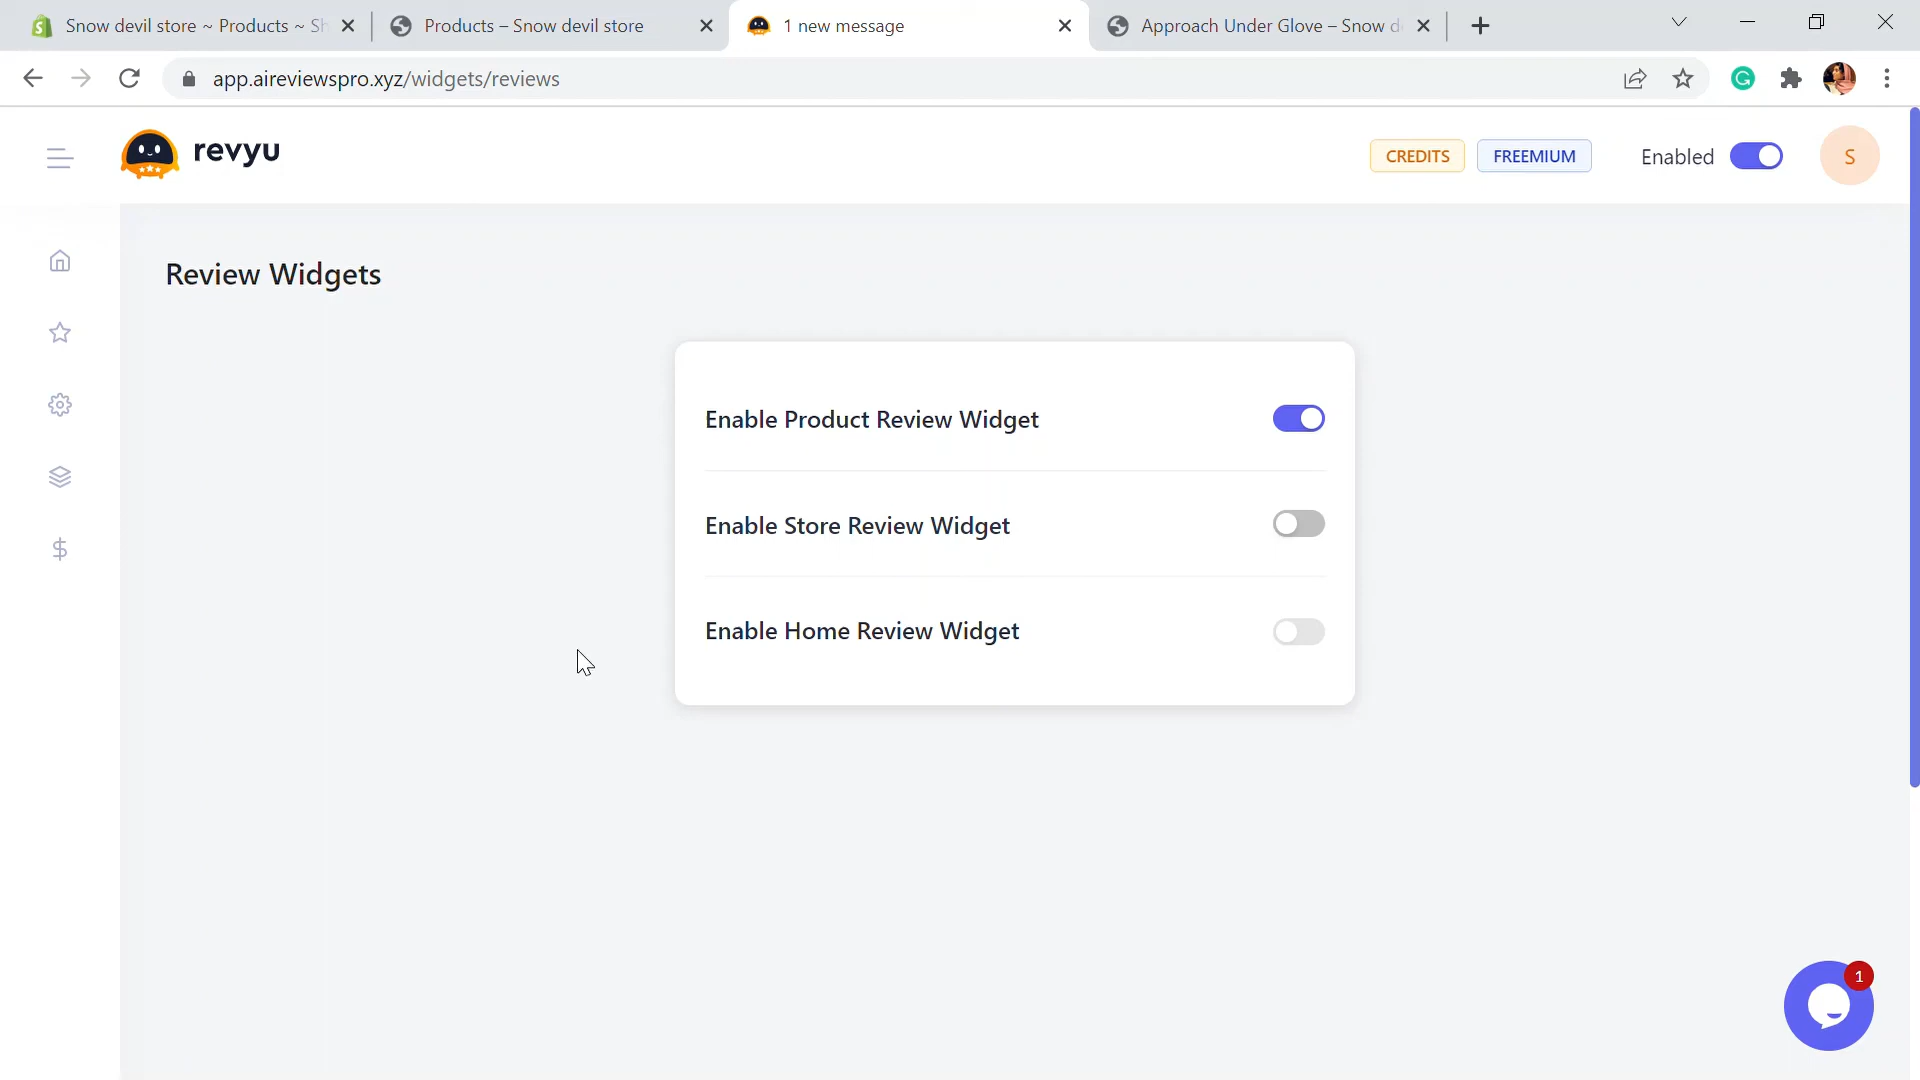 Snow devil store ~ Products ~ Sh
Products – Snow devil store
1 new message
Approach Under Glove – Snow de
app.aireviewspro.xyz/widgets/reviews
revyu
CREDITS
FREEMIUM
Enabled
S
Review Widgets
Enable Product Review Widget
Enable Store Review Widget
Enable Home Review Widget
1